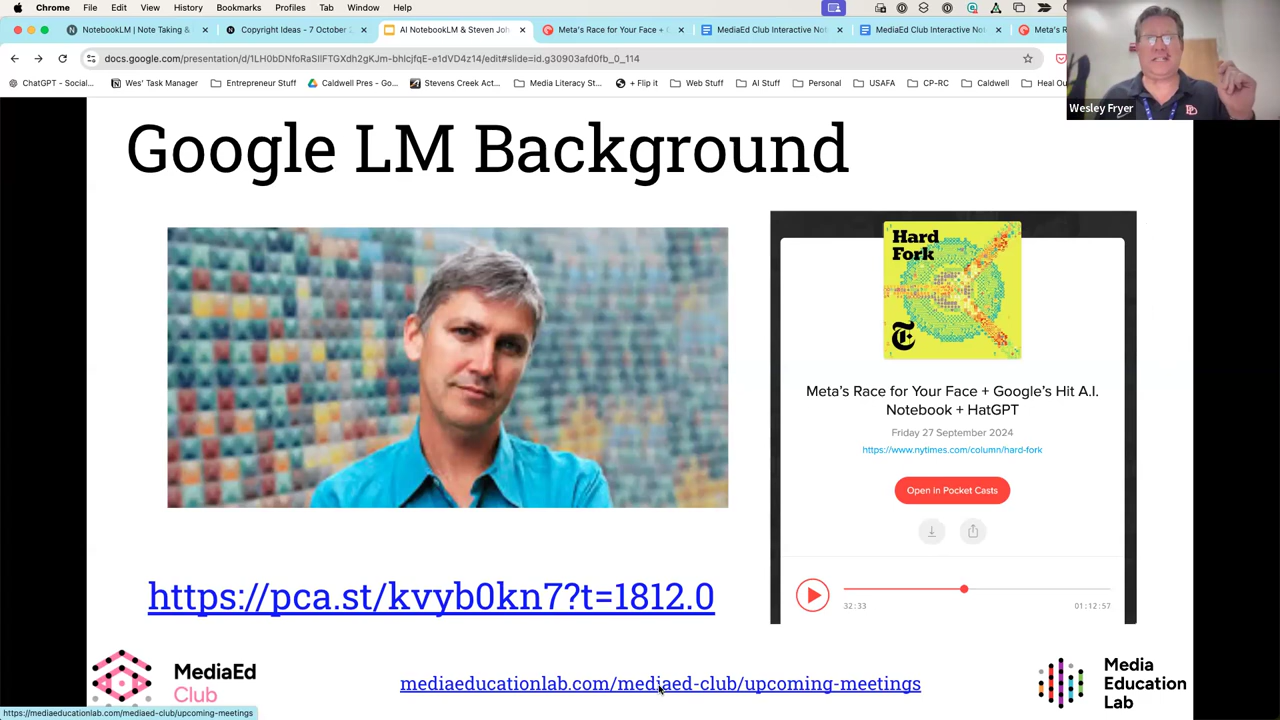 Chrome File Edit View History Bookmarks Profiles Tab Window Help
NotebookLM | Note Taking & Copyright Ideas - 7 October AI NotebookLM & Steven Joh Meta's Race for Your Face + MediaEd Club Interactive No MediaEd Club Interactive No Meta's R
docs.google.com/presentation/d/1LH0bDNfoRaSIlFTGXdh2gKJm-bhlcjfqE-e1dVD4z14/edit#slide=id.g30903afd0fb_0_114
ChatGPT - Social... Wes' Task Manager Entrepreneur Stuff Caldwell Pres - Go... Stevens Creek Act... Media Literacy St... + Flip it Web Stuff AI Stuff Personal USAFA CP-RC Caldwell Heal Ou
Wesley Fryer
Google LM Background
Hard
Fork
Meta's Race for Your Face + Google's Hit A.I.
Notebook + HatGPT
Friday 27 September 2024
https://www.nytimes.com/column/hard-fork
Open in Pocket Casts
32:33 01:12:57
https://pca.st/kvyb0kn7?t=1812.0
MediaEd
Club
mediaeducationlab.com/mediaed-club/upcoming-meetings
Media
Education
Lab
https://mediaeducationlab.com/mediaed-club/upcoming-meetings